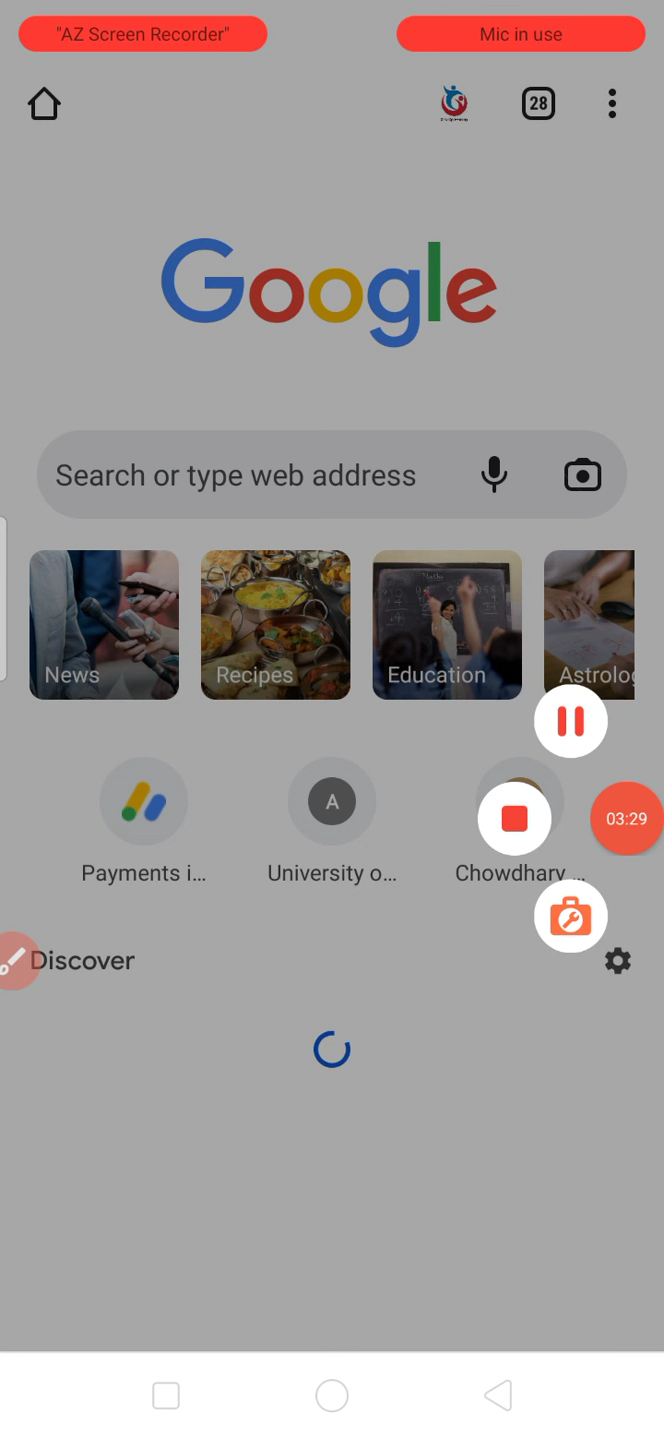 "AZ Screen Recorder"
Mic in use
28
Google
Search or type web address
News
Recipes
Education
Astrolo
03:29
A
Payments i...
University o...
Chowdhary ...
Discover